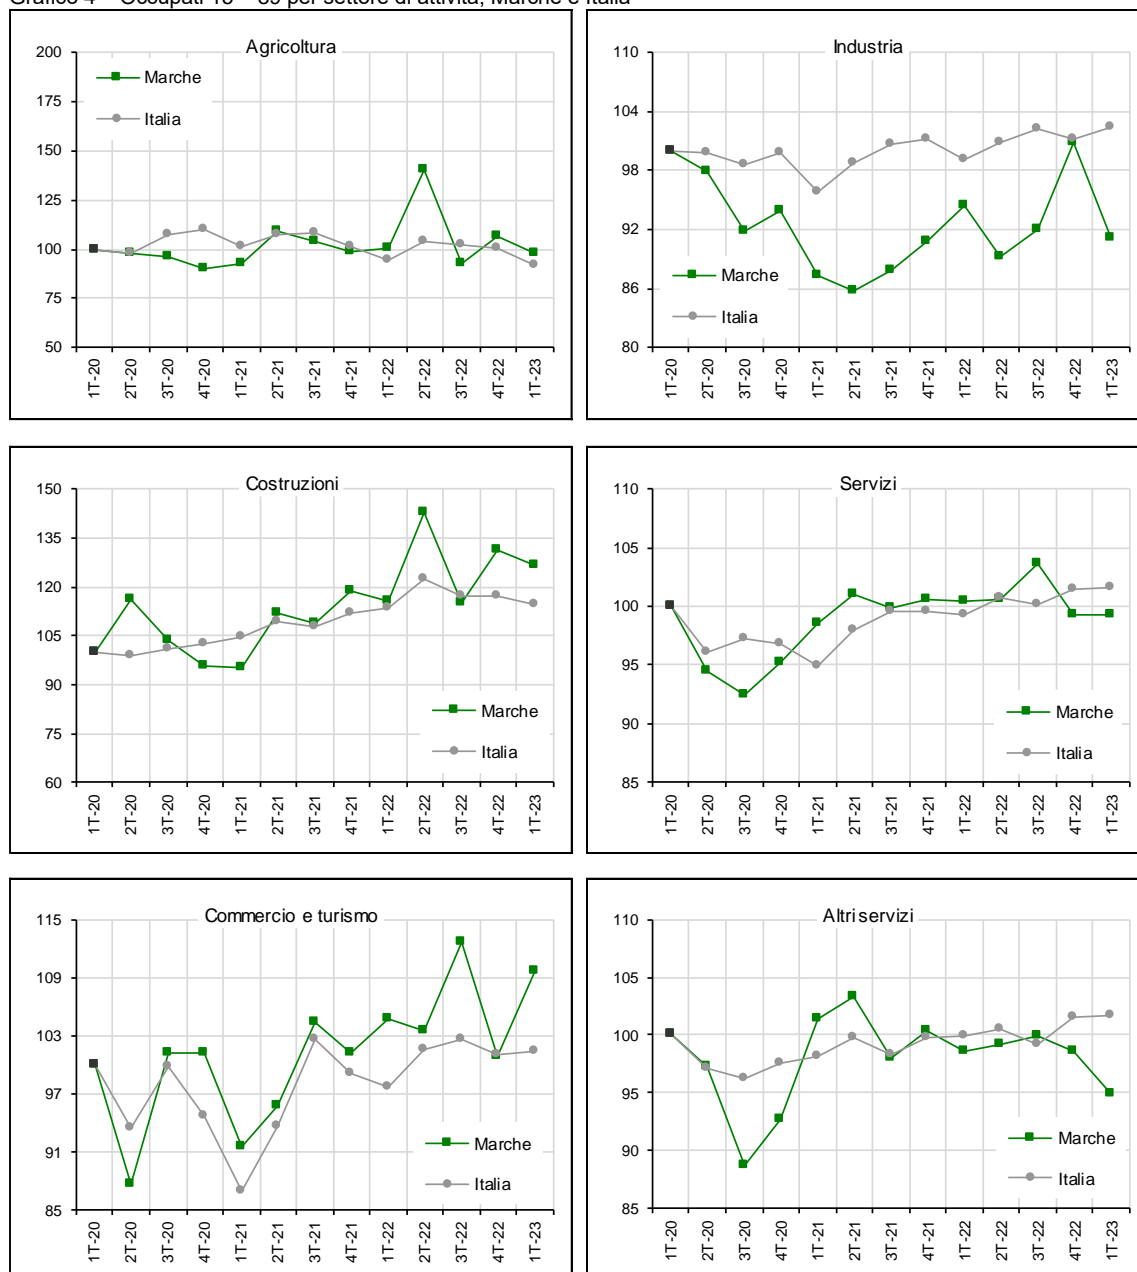 Grafico 4 – Occupati 15 – 89 per settore di attività, Marche e Italia
Agricoltura
200
175
150
125
100
75
50
Marche
Italia
1T-20 2T-20 3T-20 4T-20 1T-21 2T-21 3T-21 4T-21 1T-22 2T-22 3T-22 4T-22 1T-23
Industria
110
104
98
92
86
80
Marche
Italia
1T-20 2T-20 3T-20 4T-20 1T-21 2T-21 3T-21 4T-21 1T-22 2T-22 3T-22 4T-22 1T-23
Costruzioni
150
135
120
105
90
75
60
Marche
Italia
1T-20 2T-20 3T-20 4T-20 1T-21 2T-21 3T-21 4T-21 1T-22 2T-22 3T-22 4T-22 1T-23
Servizi
110
105
100
95
90
85
Marche
Italia
1T-20 2T-20 3T-20 4T-20 1T-21 2T-21 3T-21 4T-21 1T-22 2T-22 3T-22 4T-22 1T-23
Commercio e turismo
115
109
103
97
91
85
Marche
Italia
1T-20 2T-20 3T-20 4T-20 1T-21 2T-21 3T-21 4T-21 1T-22 2T-22 3T-22 4T-22 1T-23
Altri servizi
110
105
100
95
90
85
Marche
Italia
1T-20 2T-20 3T-20 4T-20 1T-21 2T-21 3T-21 4T-21 1T-22 2T-22 3T-22 4T-22 1T-23